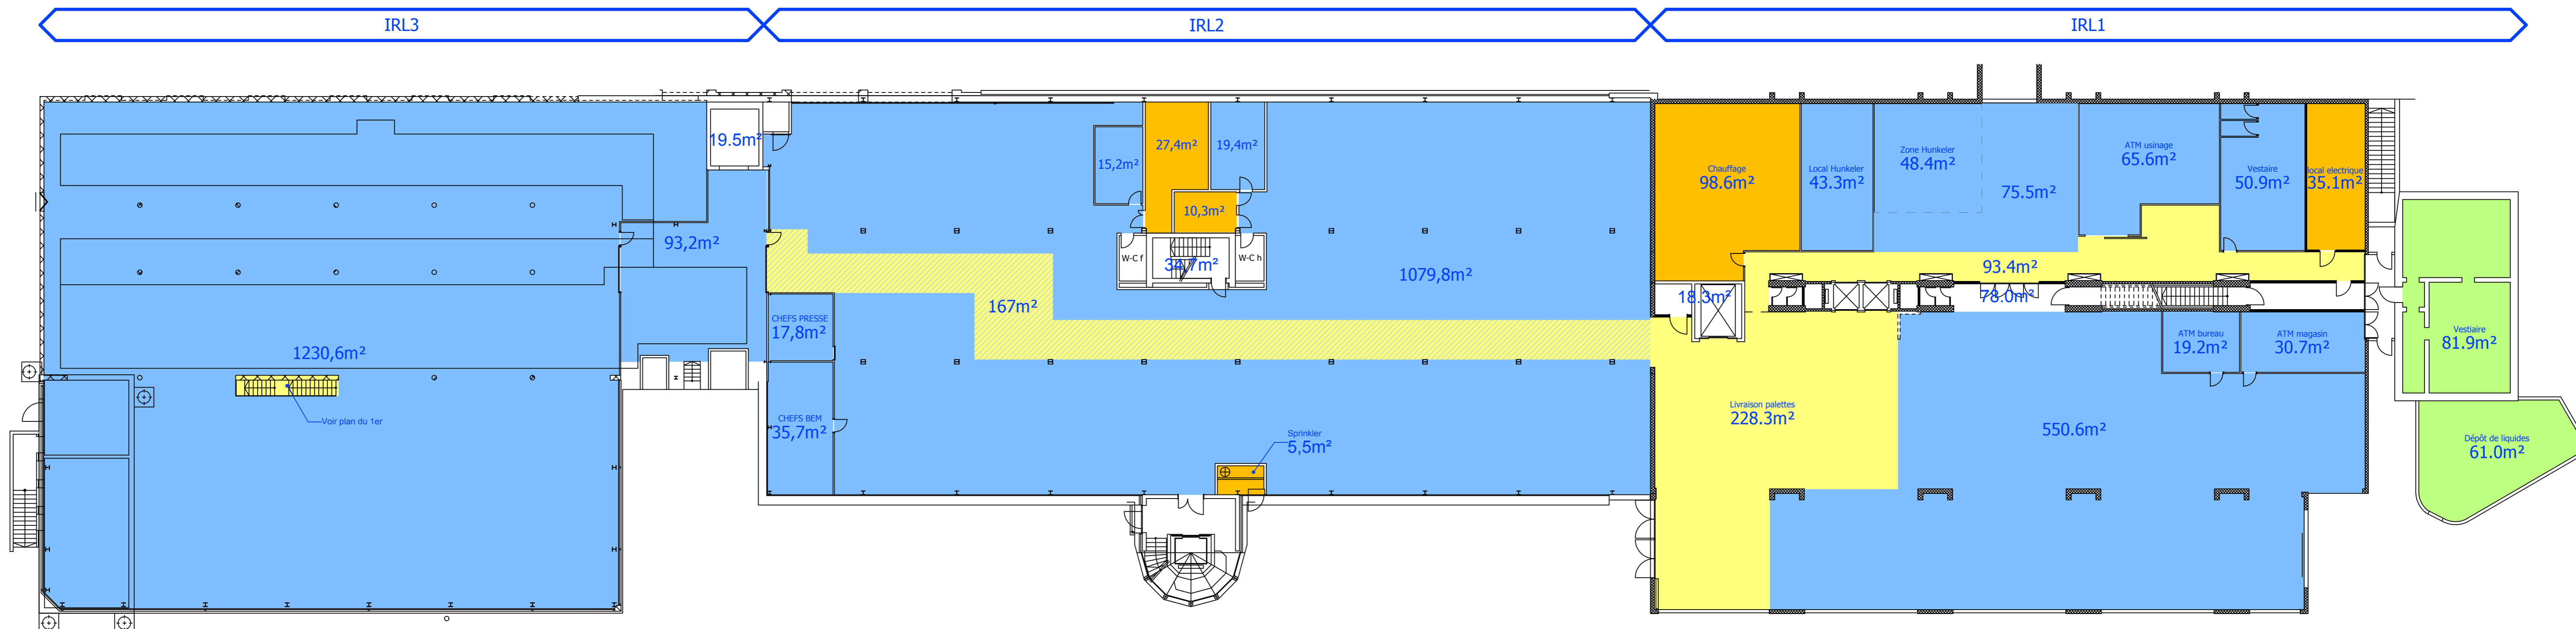 IRL3
IRL2
IRL1
19.5m²
93,2m²
1230,6m²
Voir plan du 1er
15,2m²
27,4m²
19,4m²
10,3m²
W-C f
34,7m²
W-C h
1079,8m²
167m²
CHEFS PRESSE
17,8m²
CHEFS BEM
35,7m²
Sprinkler
5,5m²
Chauffage
98.6m²
Local Hunkeler
43.3m²
Zone Hunkeler
48.4m²
75.5m²
ATM usinage
65.6m²
Vestiaire
50.9m²
local electrique
35.1m²
93.4m²
18.3m²
78.0m²
ATM bureau
19.2m²
ATM magasin
30.7m²
Livraison palettes
228.3m²
550.6m²
Vestiaire
81.9m²
Dépôt de liquides
61.0m²